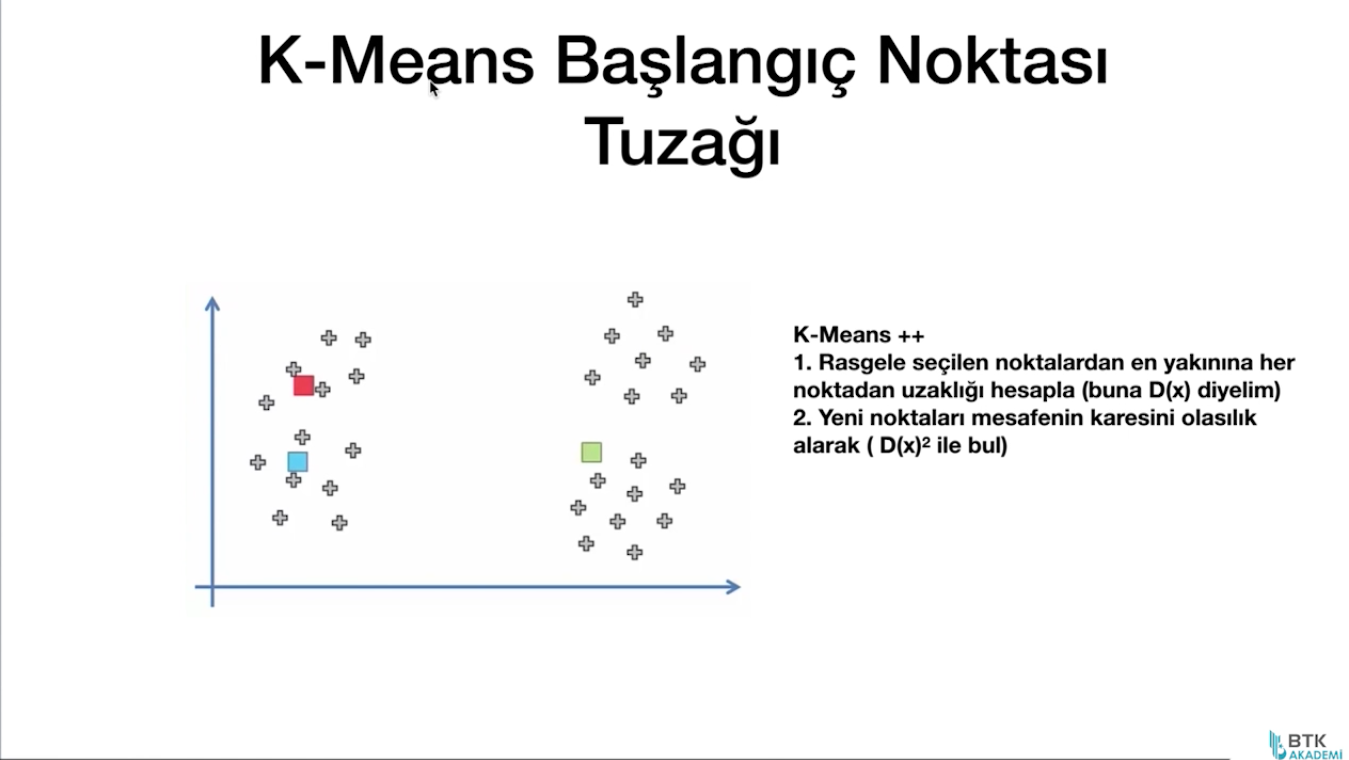 K-Means Başlangıç Noktası
Tuzağı
K-Means ++
1. Rasgele seçilen noktalardan en yakınına her
noktadan uzaklığı hesapla (buna D(x) diyelim)
2. Yeni noktaları mesafenin karesini olasılık
alarak ( D(x)² ile bul)
BTK
AKADEMİ